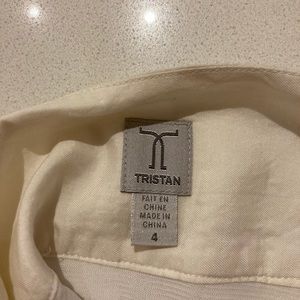 TRISTAN
FAIT EN
CHINE
MADE IN
CHINA
4